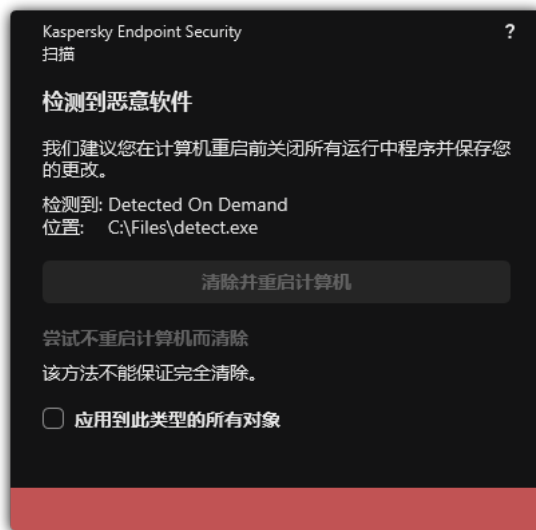 Kaspersky Endpoint Security
?
扫描
检测到恶意软件
我们建议您在计算机重启前关闭所有运行中程序并保存您
的更改。
检测到: Detected On Demand
位置: C:\Files\detect.exe
清除并重启计算机
尝试不重启计算机而清除
该方法不能保证完全清除。
应用到此类型的所有对象